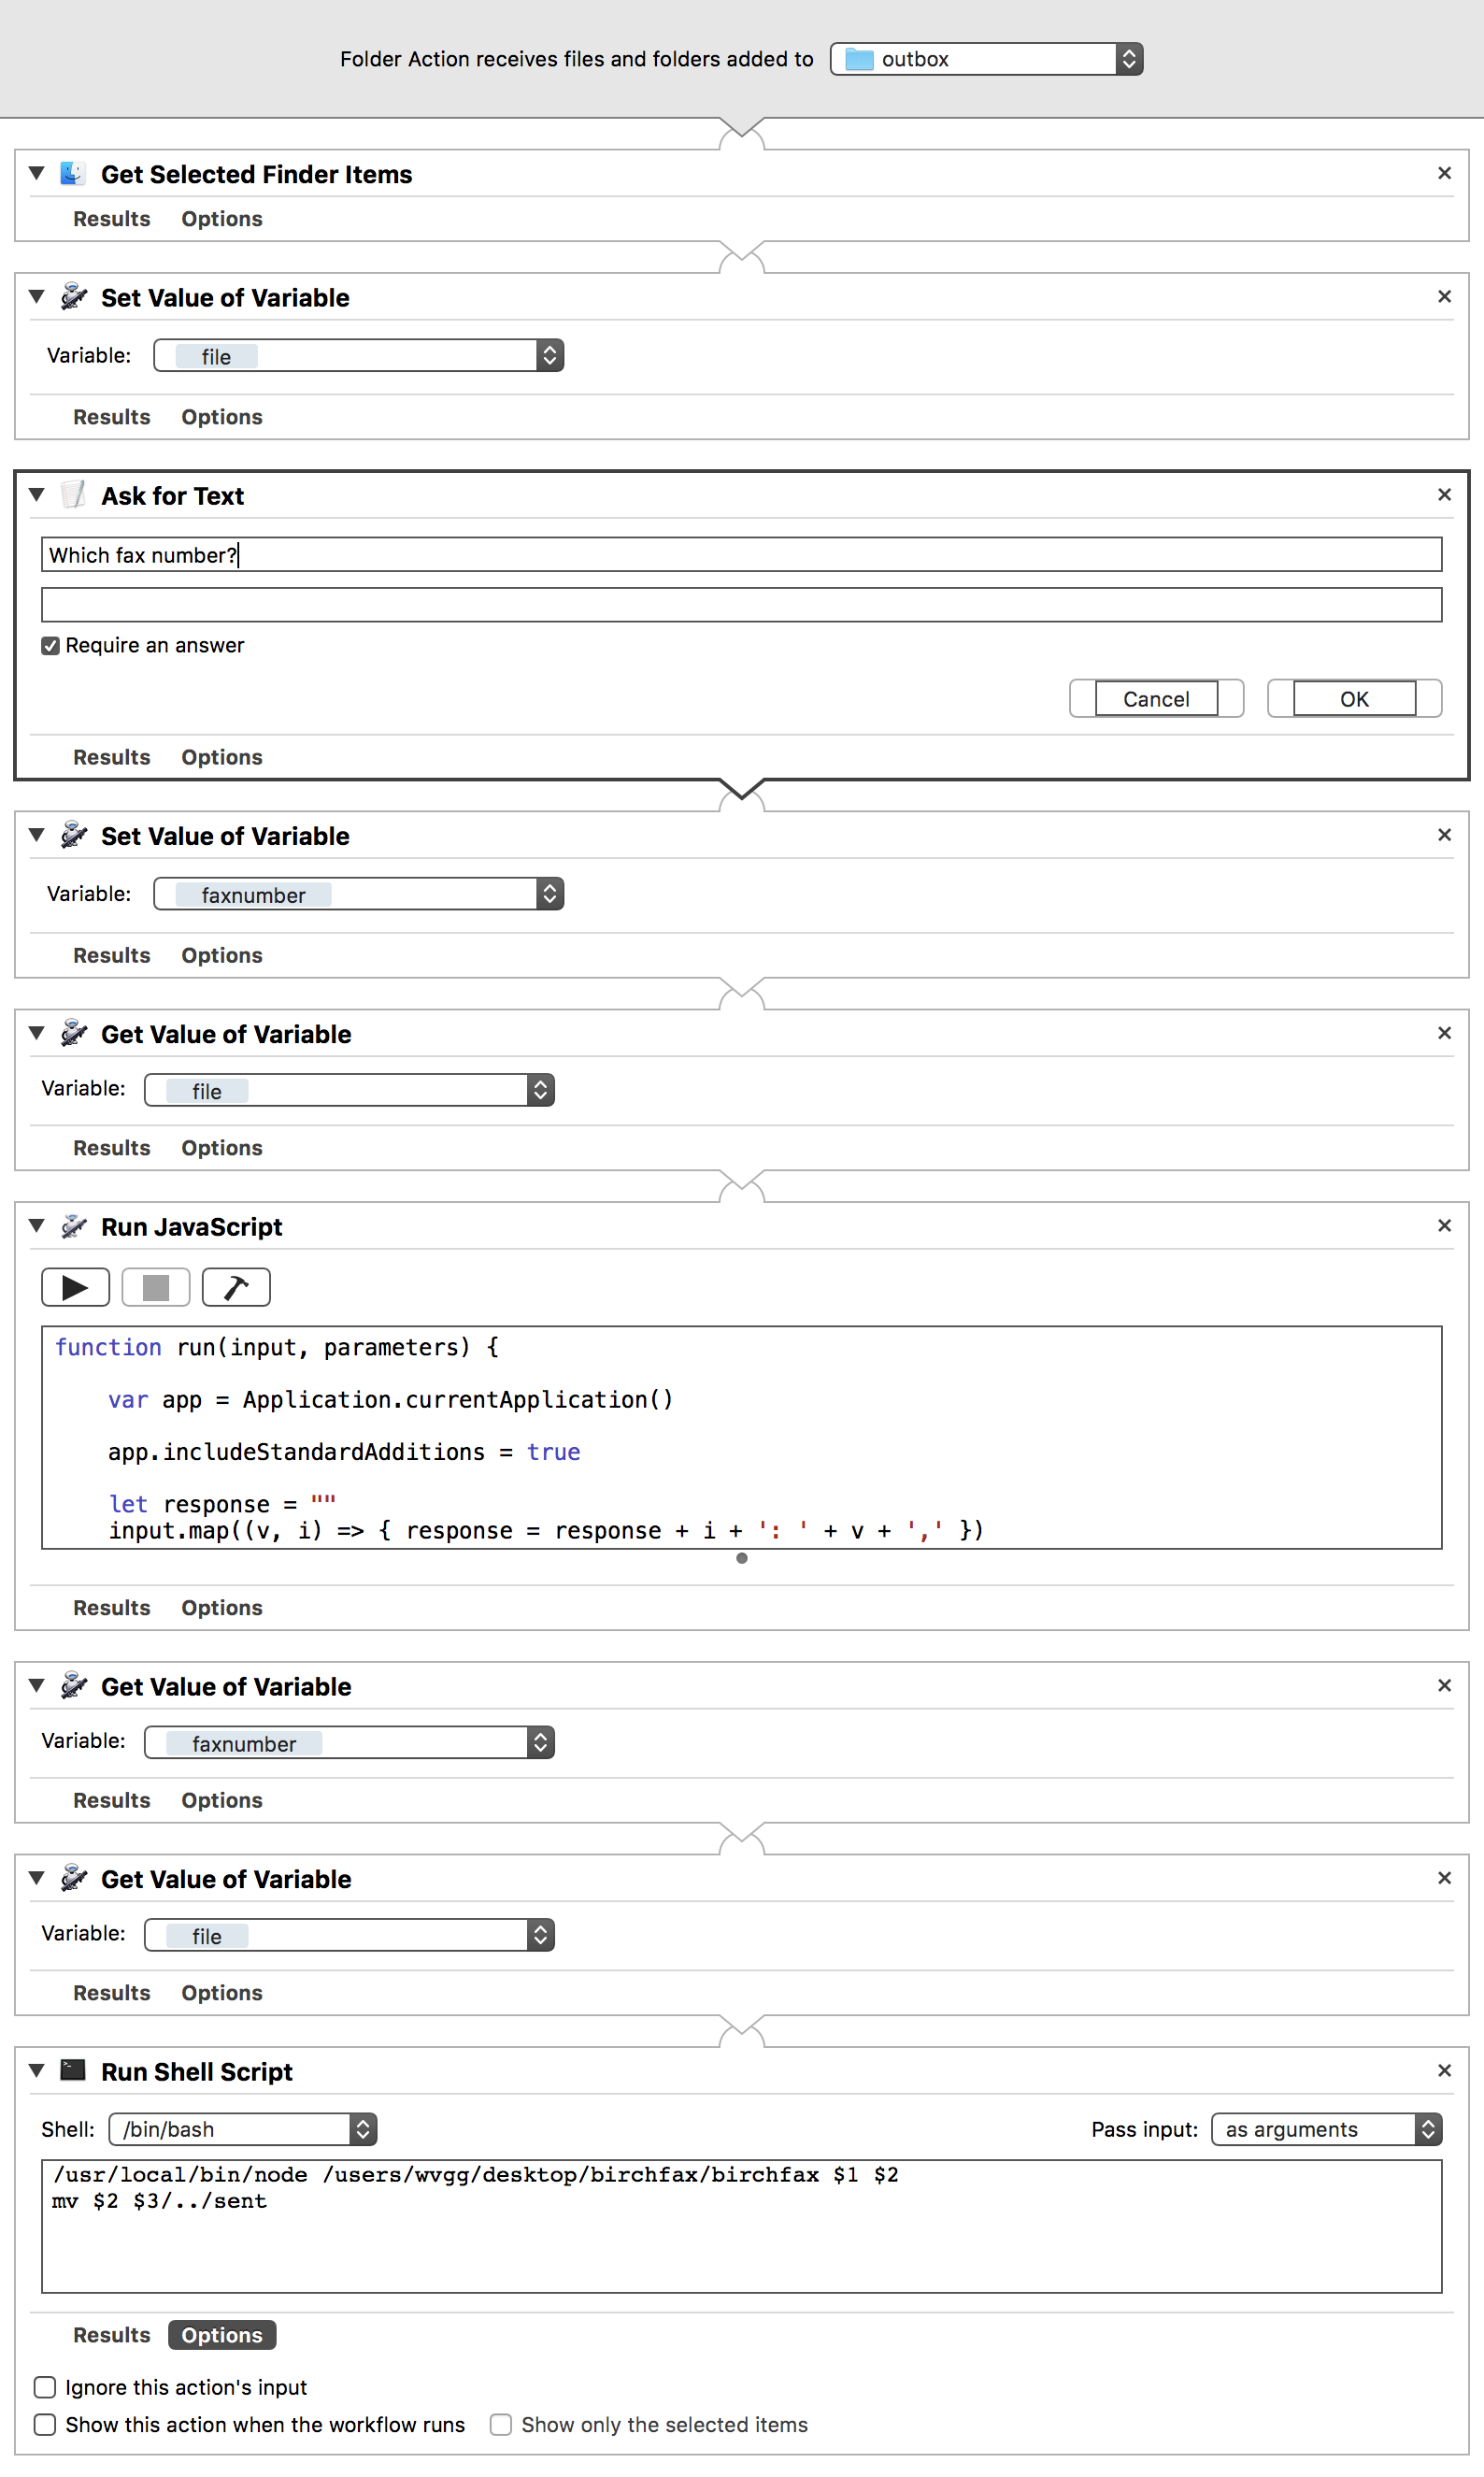 Folder Action receives files and folders added to outbox
Get Selected Finder Items
Results Options
Set Value of Variable
Variable: file
Results Options
Ask for Text
Which fax number?
Require an answer
Cancel OK
Results Options
Set Value of Variable
Variable: faxnumber
Results Options
Get Value of Variable
Variable: file
Results Options
Run JavaScript
function run(input, parameters) {
var app = Application.currentApplication()
app.includeStandardAdditions = true
let response = ""
input.map((v, i) => { response = response + i + ': ' + v + ',' })
Results Options
Get Value of Variable
Variable: faxnumber
Results Options
Get Value of Variable
Variable: file
Results Options
Run Shell Script
Shell: /bin/bash Pass input: as arguments
/usr/local/bin/node /users/wvgg/desktop/birchfax/birchfax $1 $2
mv $2 $3/../sent
Results Options
Ignore this action's input
Show this action when the workflow runs Show only the selected items